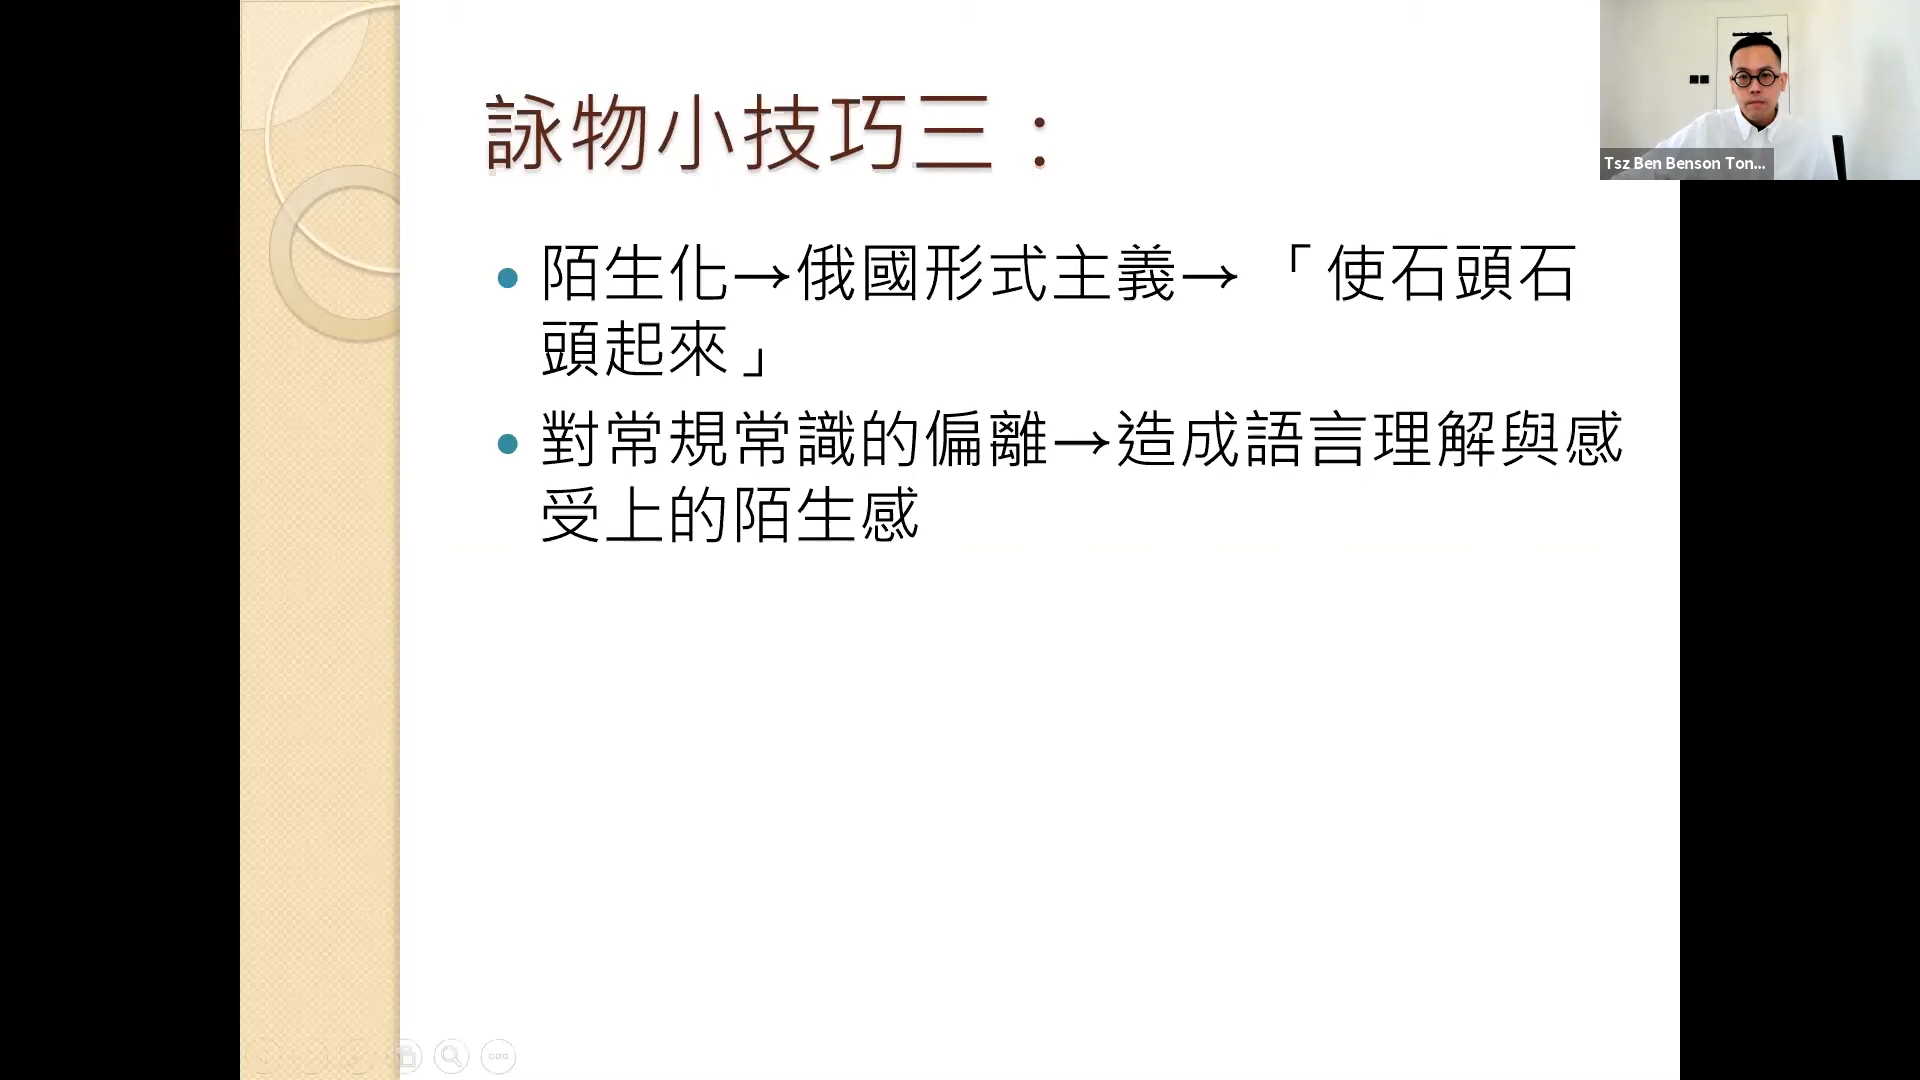 詠物小技巧三：
Tsz Ben Benson Ton...
•陌生化→俄國形式主義→「使石頭石
頭起來」
•對常規常識的偏離→造成語言理解與感
受上的陌生感